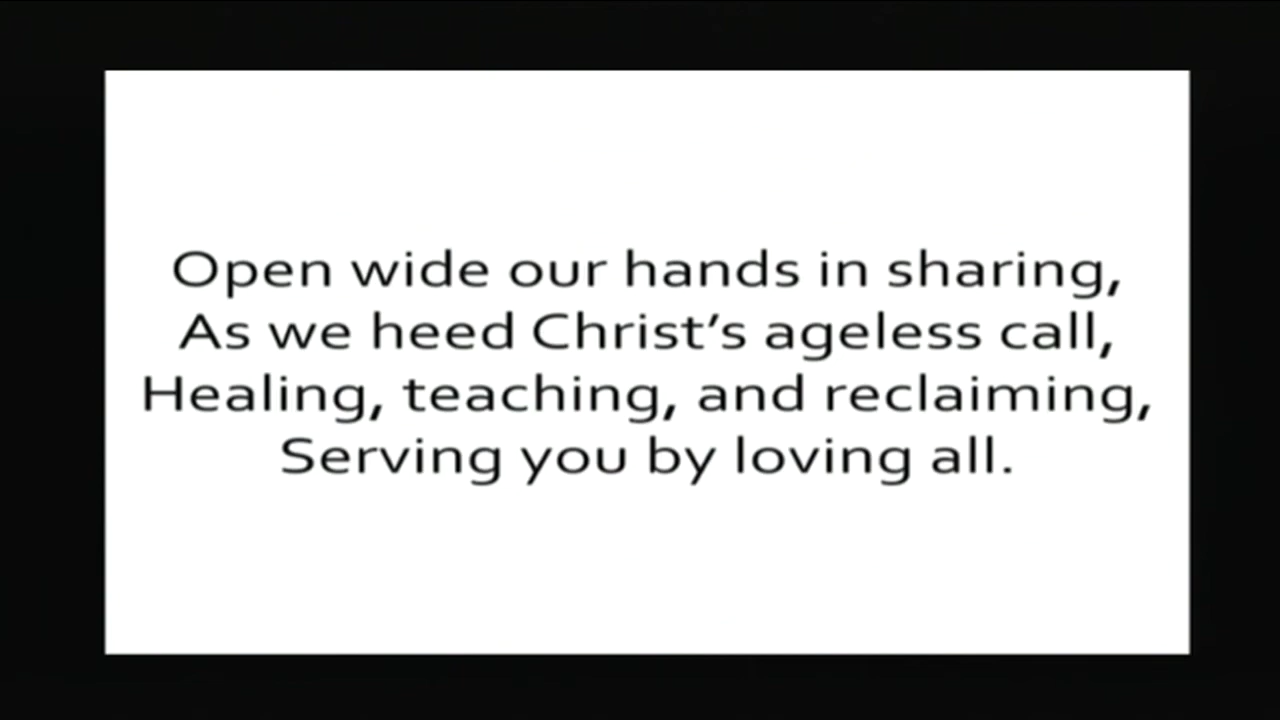 Open wide our hands in sharing,
As we heed Christ’s ageless call,
Healing, teaching, and reclaiming,
Serving you by loving all.